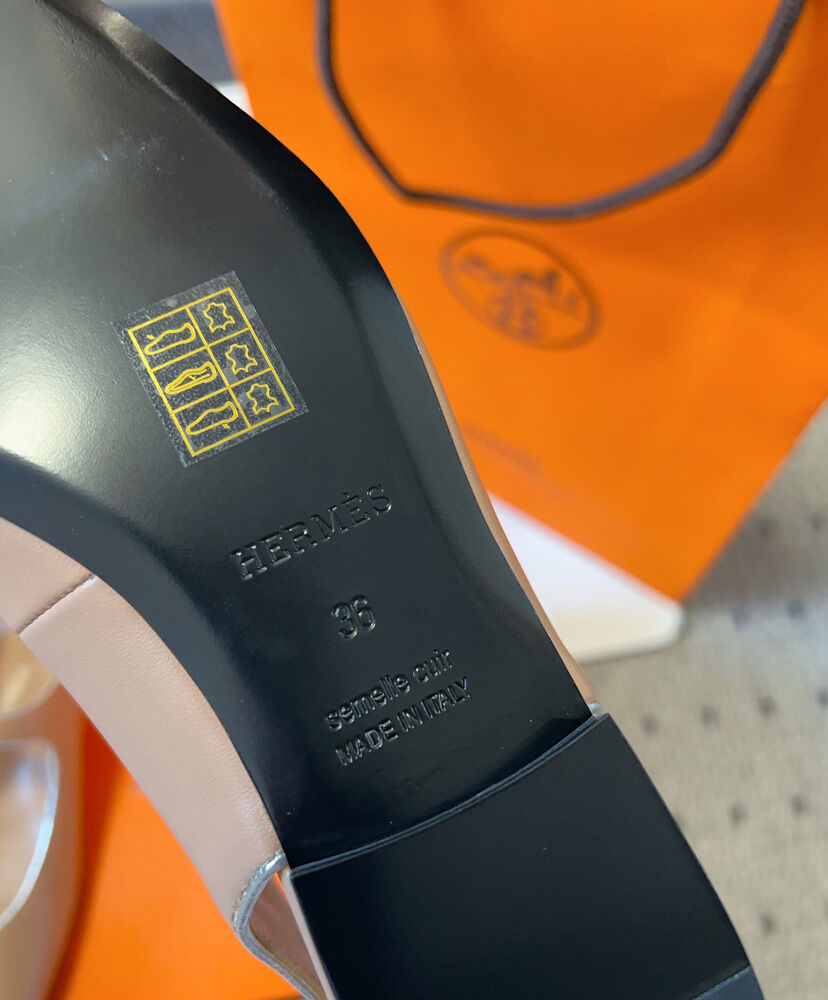 HERMÈS
36
semelle cuir
MADE IN ITALY